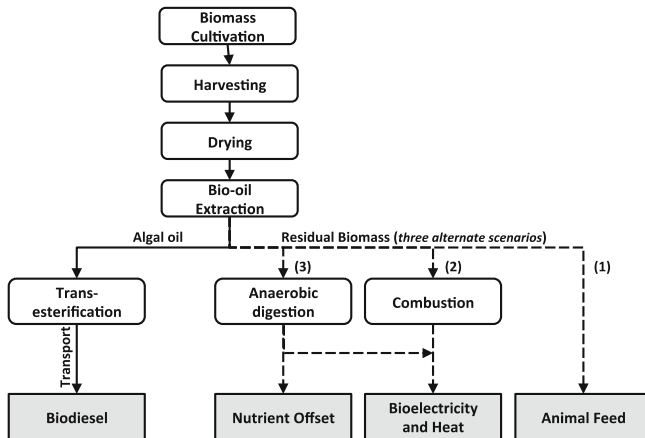 Biomass
Cultivation
Harvesting
Drying
Bio-oil
Extraction
Algal oil
Residual Biomass (three alternate scenarios)
(3)
(2)
(1)
Trans-
esterification
Anaerobic
digestion
Combustion
Transport
Biodiesel
Nutrient Offset
Bioelectricity
and Heat
Animal Feed